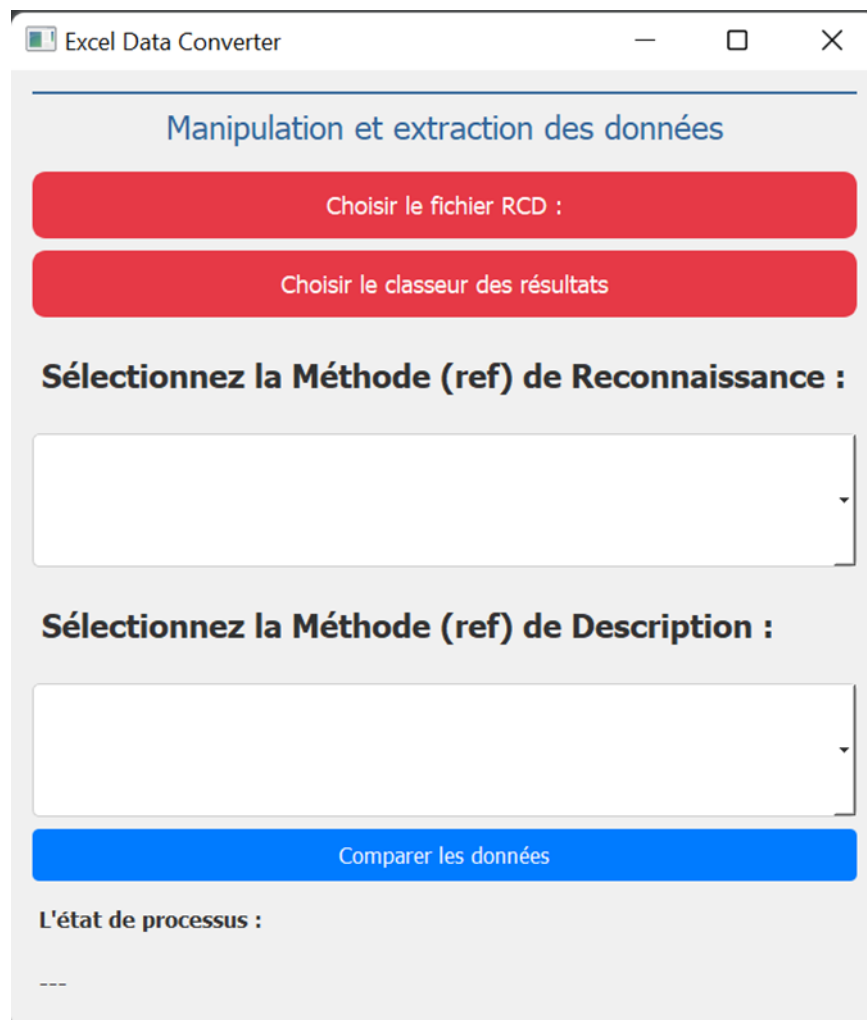 Excel Data Converter
Manipulation et extraction des données
Choisir le fichier RCD :
Choisir le classeur des résultats
Sélectionnez la Méthode (ref) de Reconnaissance :
Sélectionnez la Méthode (ref) de Description :
Comparer les données
L'état de processus :
---